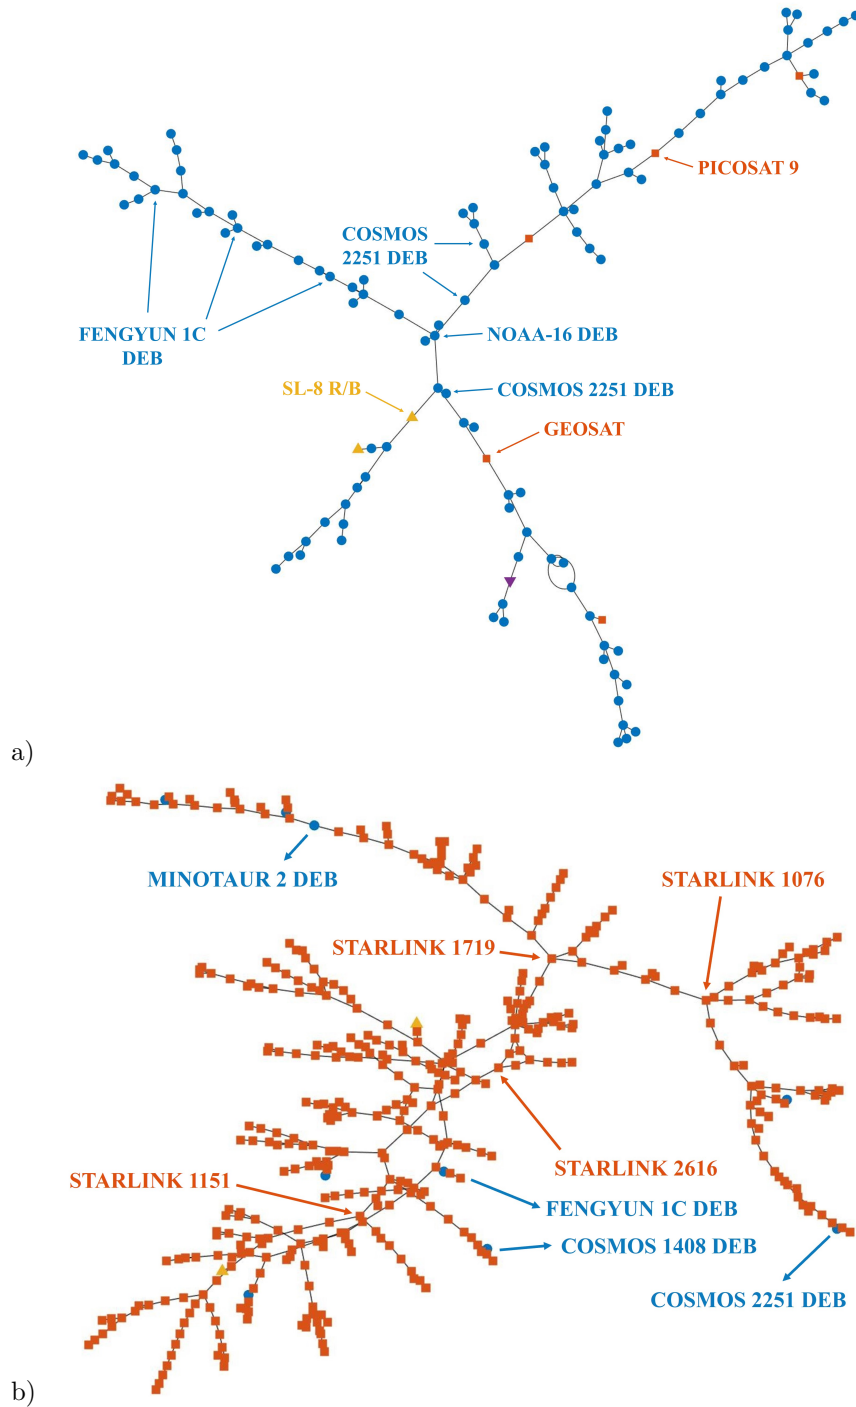 PICOSAT 9
COSMOS
2251 DEB
FENGYUN 1C
DEB
NOAA-16 DEB
SL-8 R/B
COSMOS 2251 DEB
GEOSAT
a)
MINOTAUR 2 DEB
STARLINK 1076
STARLINK 1719
STARLINK 2616
STARLINK 1151
FENGYUN 1C DEB
COSMOS 1408 DEB
COSMOS 2251 DEB
b)